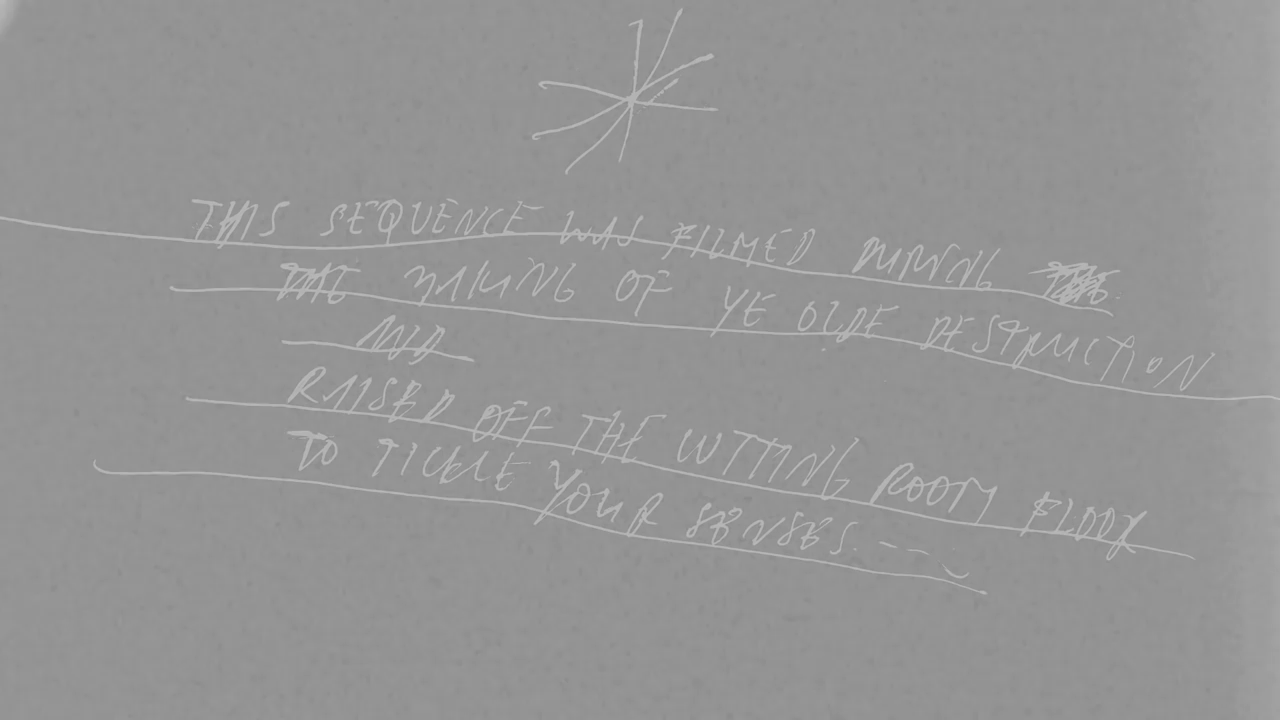 THIS SEQUENCE WAS FILMED DURING
THE MAKING OF YE OLDE DESTRUCTION
AND
RAISED OFF THE CUTTING ROOM FLOOR
TO TICKLE YOUR SENSES...